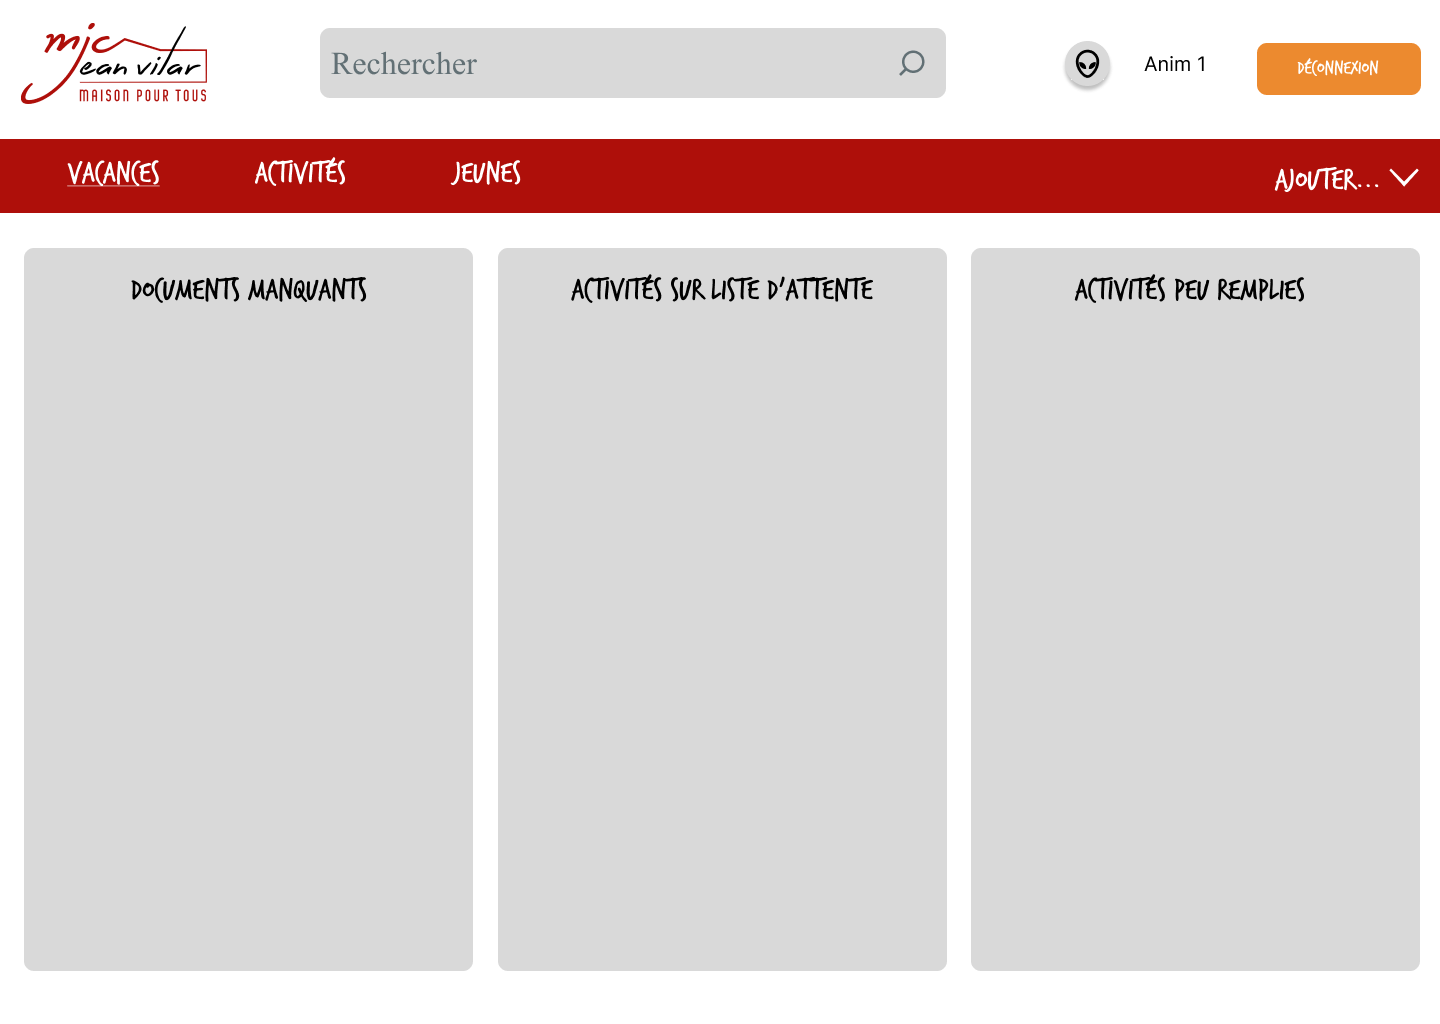 mjc
Jean vilar
MAISON POUR TOUS
Rechercher
Anim 1
DÉCONNEXION
VACANCES
ACTIVITÉS
JEUNES
AJOUTER...
DOCUMENTS MANQUANTS
ACTIVITÉS SUR LISTE D'ATTENTE
ACTIVITÉS PEU REMPLIES